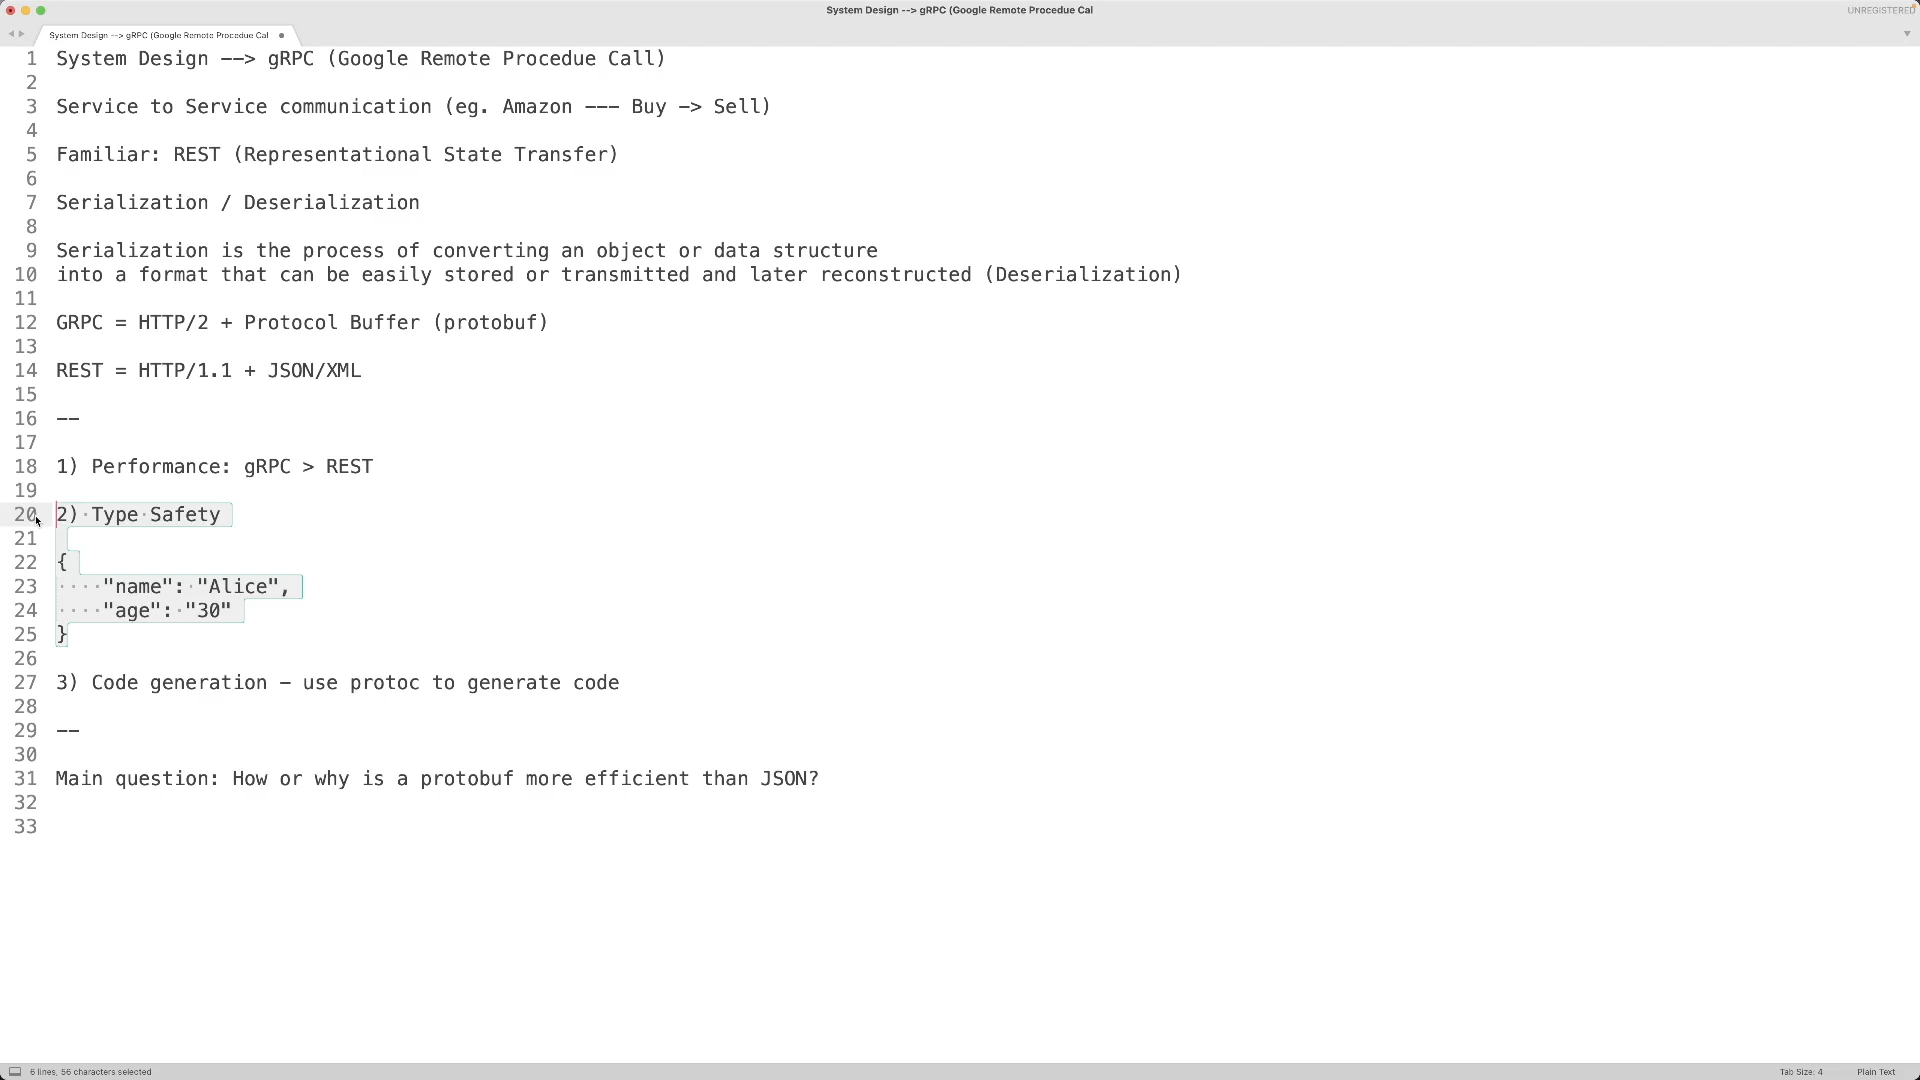 System Design --> gRPC (Google Remote Procedue Cal
UNREGISTERED
System Design --> gRPC (Google Remote Procedue Cal
1 System Design --> gRPC (Google Remote Procedue Call)
2
3 Service to Service communication (eg. Amazon --- Buy -> Sell)
4
5 Familiar: REST (Representational State Transfer)
6
7 Serialization / Deserialization
8
9 Serialization is the process of converting an object or data structure
10 into a format that can be easily stored or transmitted and later reconstructed (Deserialization)
11
12 GRPC = HTTP/2 + Protocol Buffer (protobuf)
13
14 REST = HTTP/1.1 + JSON/XML
15
16 --
17
18 1) Performance: gRPC > REST
19
20 2) Type Safety
21
22 {
23 "name": "Alice",
24 "age": "30"
25 }
26
27 3) Code generation - use protoc to generate code
28
29 --
30
31 Main question: How or why is a protobuf more efficient than JSON?
32
33
6 lines, 56 characters selected
Tab Size: 4
Plain Text